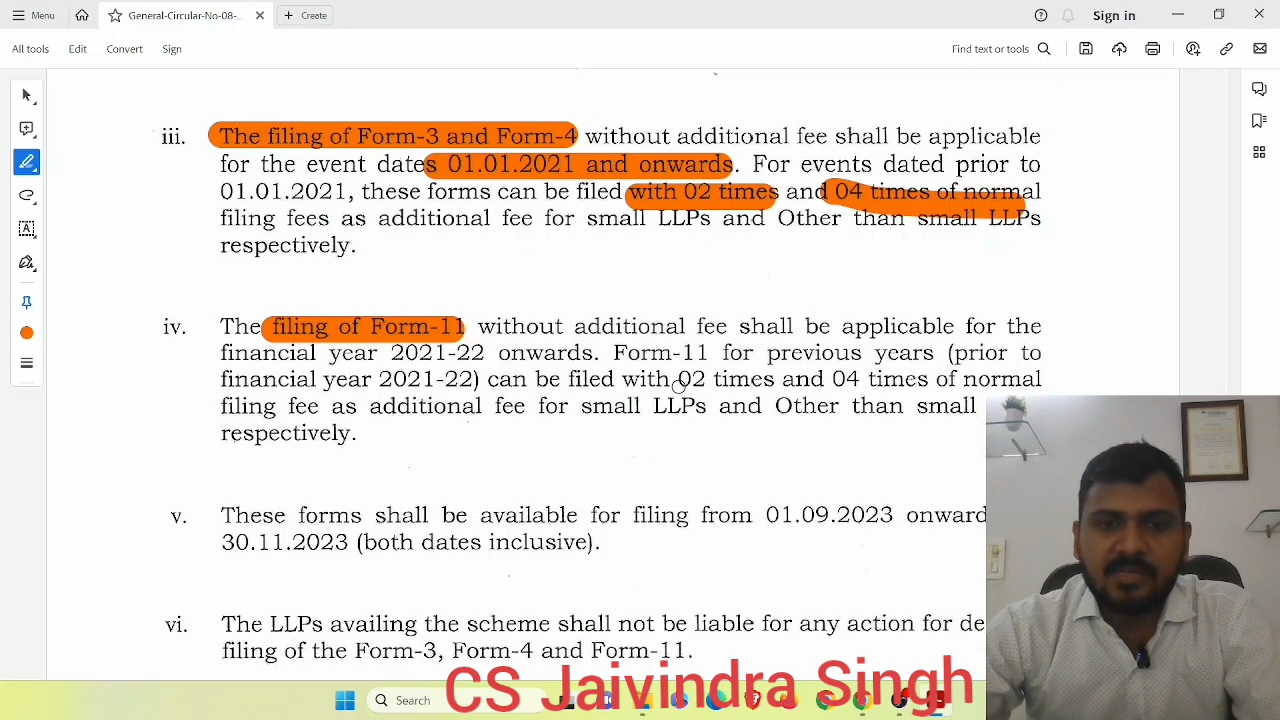 Menu
General-Circular-No-08-...
Create
Sign in
All tools Edit Convert Sign
Find text or tools
iii. The filing of Form-3 and Form-4 without additional fee shall be applicable
for the event dates 01.01.2021 and onwards. For events dated prior to
01.01.2021, these forms can be filed with 02 times and 04 times of normal
filing fees as additional fee for small LLPs and Other than small LLPs
respectively.
iv. The filing of Form-11 without additional fee shall be applicable for the
financial year 2021-22 onwards. Form-11 for previous years (prior to
financial year 2021-22) can be filed with 02 times and 04 times of normal
filing fee as additional fee for small LLPs and Other than small
respectively.
v. These forms shall be available for filing from 01.09.2023 onward
30.11.2023 (both dates inclusive).
vi. The LLPs availing the scheme shall not be liable for any action for de
filing of the Form-3, Form-4 and Form-11.
CS Jaivindra Singh
Search